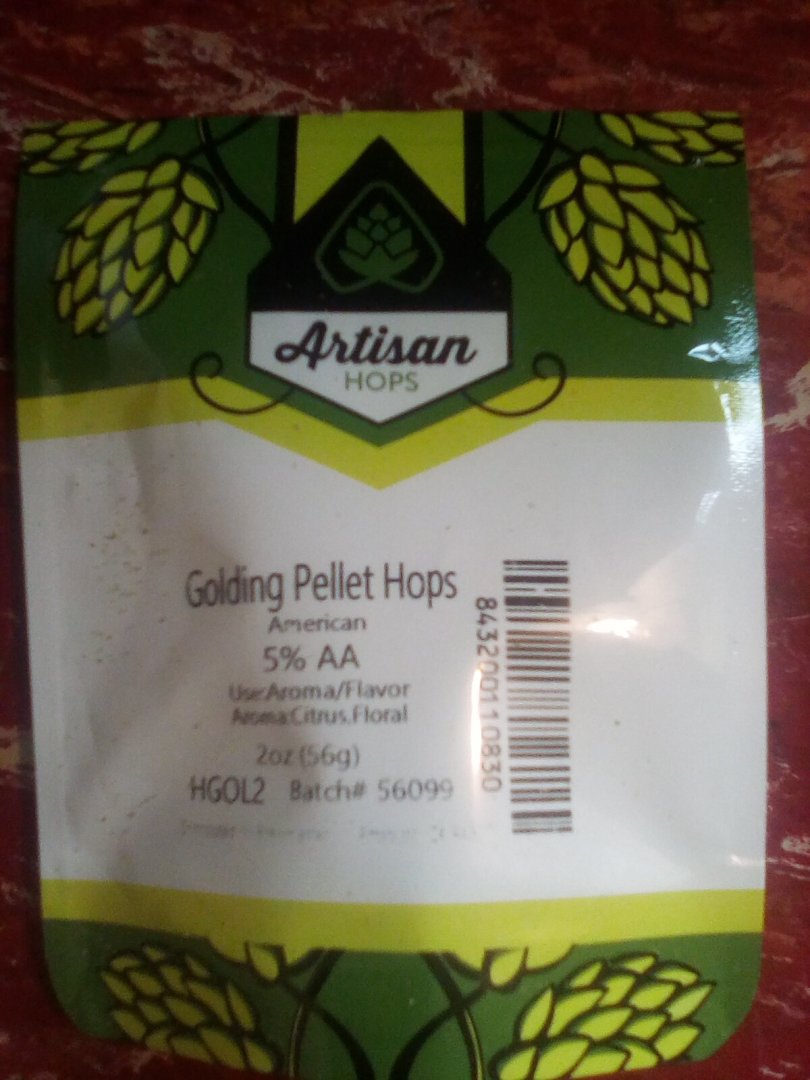 Artisan
HOPS
Golding Pellet Hops
American
5% AA
Use:Aroma/Flavor
Aroma:Citrus,Floral
2oz (56g)
HGOL2 Batch# 56099
843200110830